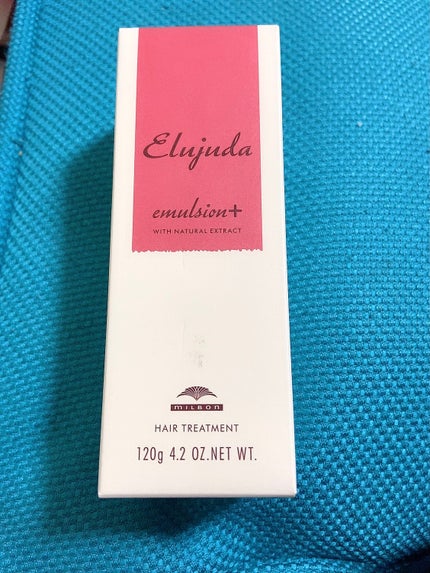 Elujuda
emulsion+
WITH NATURAL EXTRACT
MILBON
HAIR TREATMENT
120g 4.2 OZ.NET WT.